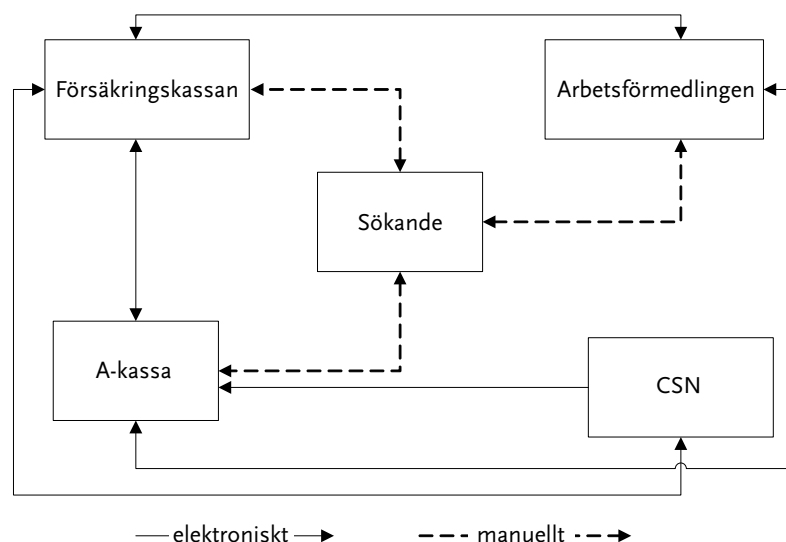 Försäkringskassan
Arbetsförmedlingen
Sökande
A-kassa
CSN
elektroniskt
manuellt